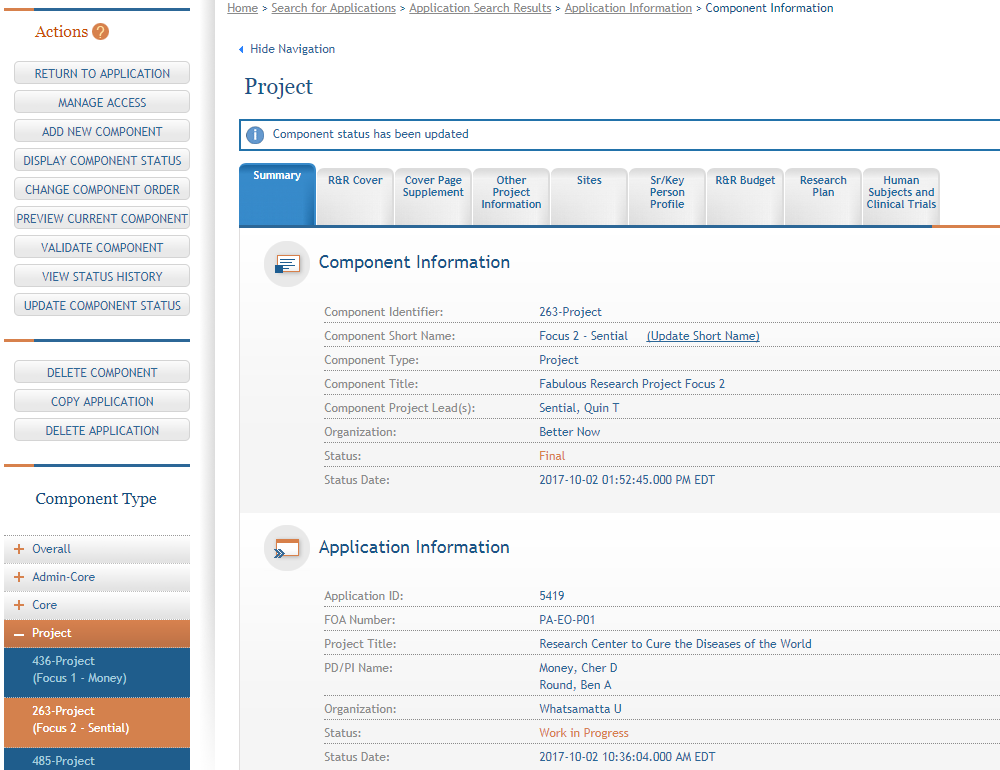 Home > Search for Applications > Application Search Results > Application Information > Component Information
Actions ?
RETURN TO APPLICATION
MANAGE ACCESS
ADD NEW COMPONENT
DISPLAY COMPONENT STATUS
CHANGE COMPONENT ORDER
PREVIEW CURRENT COMPONENT
VALIDATE COMPONENT
VIEW STATUS HISTORY
UPDATE COMPONENT STATUS
DELETE COMPONENT
COPY APPLICATION
DELETE APPLICATION
Component Type
+ Overall
+ Admin-Core
+ Core
– Project
436-Project
(Focus 1 - Money)
263-Project
(Focus 2 - Sential)
485-Project
Hide Navigation
Project
i Component status has been updated
Summary
R&R Cover
Cover Page
Supplement
Other
Project
Information
Sites
Sr/Key
Person
Profile
R&R Budget
Research
Plan
Human
Subjects and
Clinical Trials
Component Information
Component Identifier: 263-Project
Component Short Name: Focus 2 - Sential (Update Short Name)
Component Type: Project
Component Title: Fabulous Research Project Focus 2
Component Project Lead(s): Sential, Quin T
Organization: Better Now
Status: Final
Status Date: 2017-10-02 01:52:45.000 PM EDT
Application Information
Application ID: 5419
FOA Number: PA-EO-P01
Project Title: Research Center to Cure the Diseases of the World
PD/PI Name: Money, Cher D
Round, Ben A
Organization: Whatsamatta U
Status: Work in Progress
Status Date: 2017-10-02 10:36:04.000 AM EDT